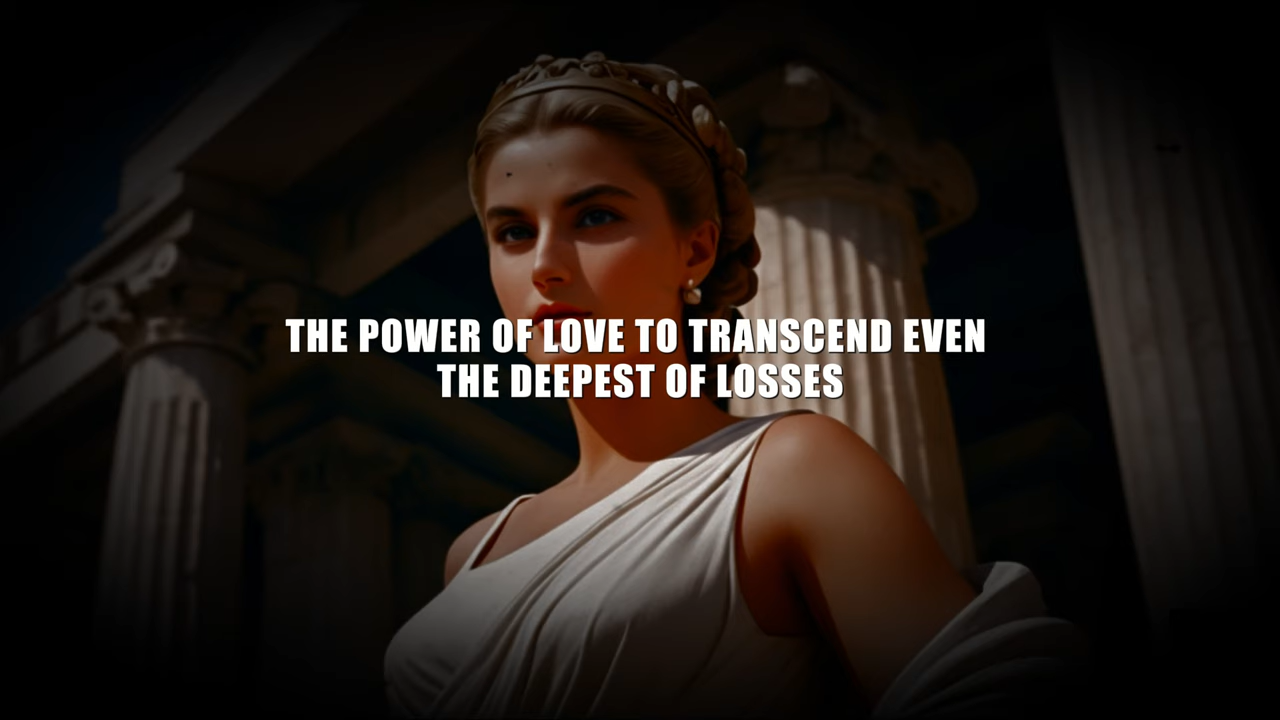 THE POWER OF LOVE TO TRANSCEND EVEN
THE DEEPEST OF LOSSES